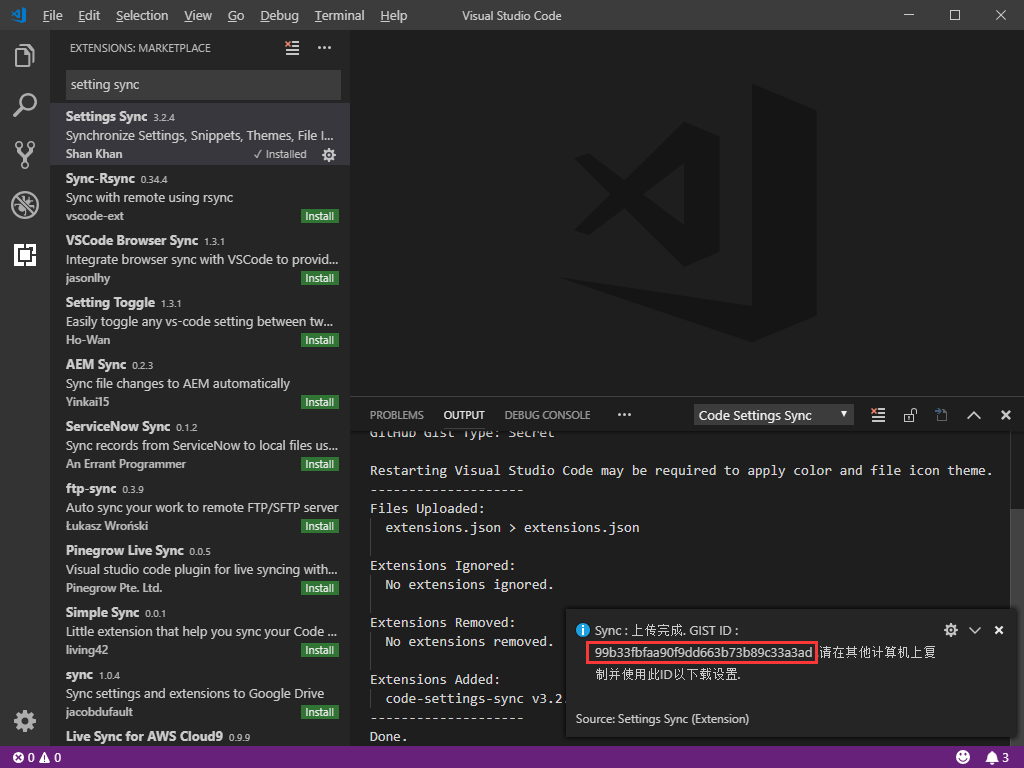 File Edit Selection View Go Debug Terminal Help Visual Studio Code
EXTENSIONS: MARKETPLACE
setting sync
Settings Sync 3.2.4
Synchronize Settings, Snippets, Themes, File I...
Shan Khan ✓ Installed
Sync-Rsync 0.34.4
Sync with remote using rsync
vscode-ext Install
VSCode Browser Sync 1.3.1
Integrate browser sync with VSCode to provid...
jasonlhy Install
Setting Toggle 1.3.1
Easily toggle any vs-code setting between tw...
Ho-Wan Install
AEM Sync 0.2.3
Sync file changes to AEM automatically
Yinkai15 Install
ServiceNow Sync 0.1.2
Sync records from ServiceNow to local files us...
An Errant Programmer Install
ftp-sync 0.3.9
Auto sync your work to remote FTP/SFTP server
Łukasz Wroński Install
Pinegrow Live Sync 0.0.5
Visual studio code plugin for live syncing with...
Pinegrow Pte. Ltd. Install
Simple Sync 0.0.1
Little extension that help you sync your Code ...
living42 Install
sync 1.0.4
Sync settings and extensions to Google Drive
jacobdufault Install
Live Sync for AWS Cloud9 0.9.9
PROBLEMS OUTPUT DEBUG CONSOLE ••• Code Settings Sync
GitHub Gist Type: Secret
Restarting Visual Studio Code may be required to apply color and file icon theme.
--------------------
Files Uploaded:
extensions.json > extensions.json
Extensions Ignored:
No extensions ignored.
Extensions Removed:
No extensions removed.
Extensions Added:
code-settings-sync v3.2.
--------------------
Done.
Sync : 上传完成. GIST ID :
99b33fbfaa90f9dd663b73b89c33a3ad 请在其他计算机上复
制并使用此ID以下载设置.
Source: Settings Sync (Extension)
0 0 3